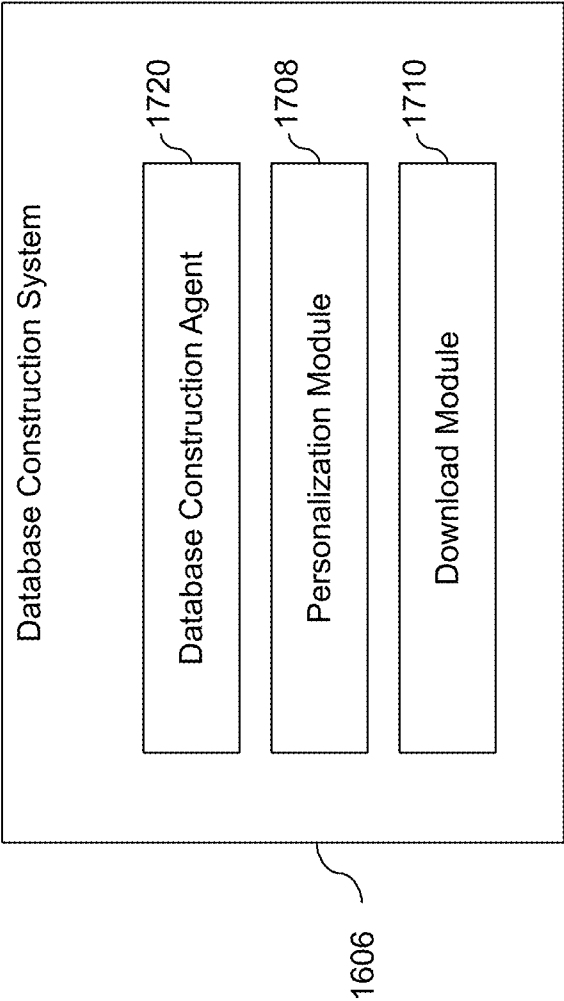 Database Construction System
Database Construction Agent
1720
Personalization Module
1708
Download Module
1710
1606